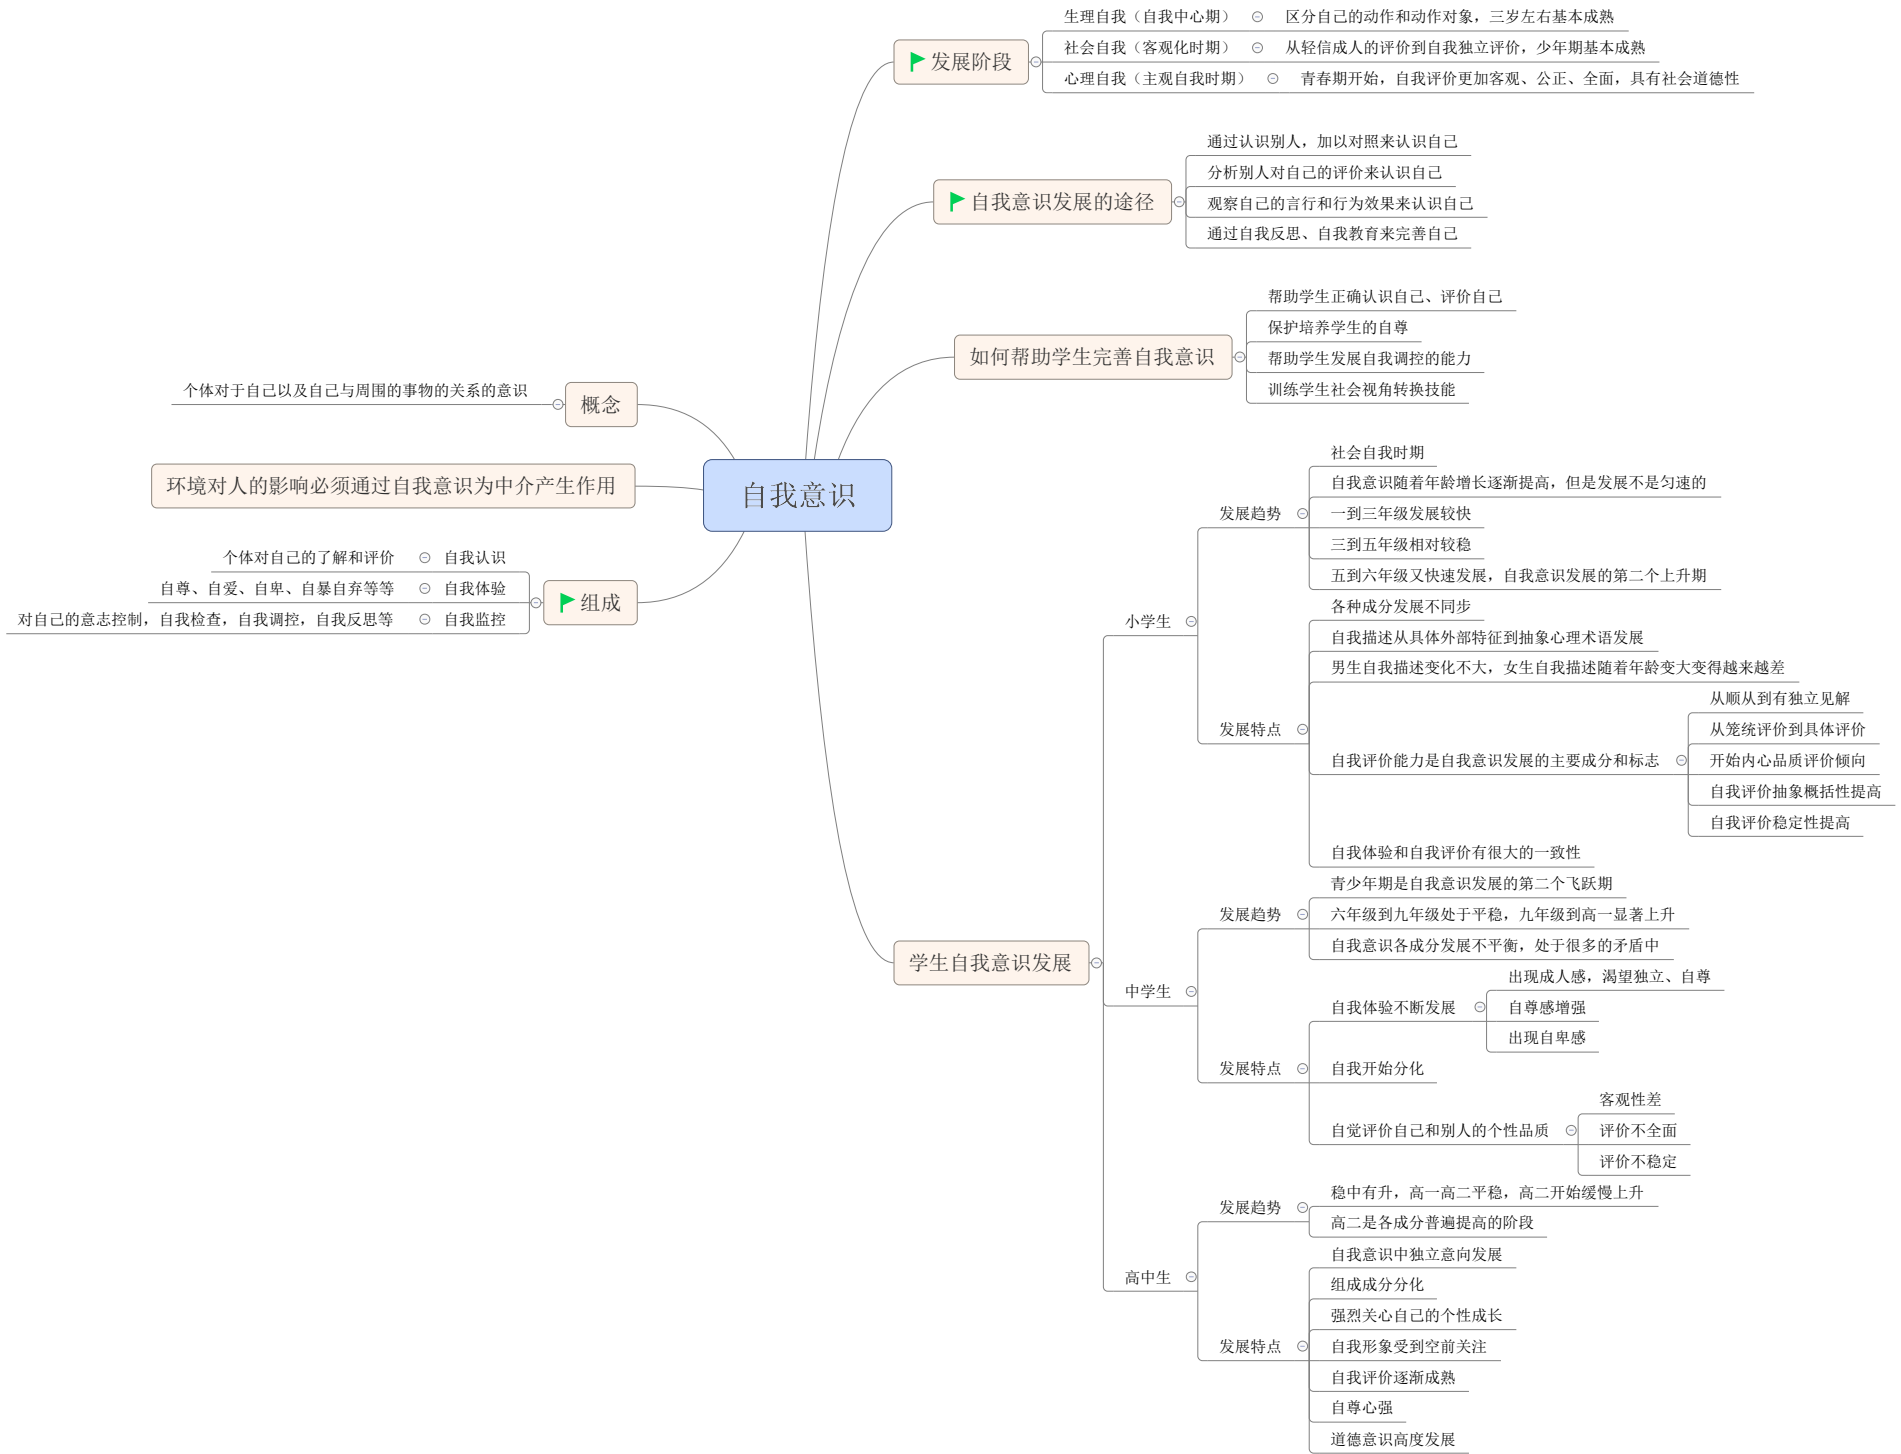 自我意识
发展阶段
生理自我（自我中心期）
区分自己的动作和动作对象，三岁左右基本成熟
社会自我（客观化时期）
从轻信成人的评价到自我独立评价，少年期基本成熟
心理自我（主观自我时期）
青春期开始，自我评价更加客观、公正、全面，具有社会道德性
自我意识发展的途径
通过认识别人，加以对照来认识自己
分析别人对自己的评价来认识自己
观察自己的言行和行为效果来认识自己
通过自我反思、自我教育来完善自己
如何帮助学生完善自我意识
帮助学生正确认识自己、评价自己
保护培养学生的自尊
帮助学生发展自我调控的能力
训练学生社会视角转换技能
学生自我意识发展
小学生
发展趋势
社会自我时期
自我意识随着年龄增长逐渐提高，但是发展不是匀速的
一到三年级发展较快
三到五年级相对较稳
五到六年级又快速发展，自我意识发展的第二个上升期
发展特点
各种成分发展不同步
自我描述从具体外部特征到抽象心理术语发展
男生自我描述变化不大，女生自我描述随着年龄变大变得越来越差
自我评价能力是自我意识发展的主要成分和标志
从顺从到有独立见解
从笼统评价到具体评价
开始内心品质评价倾向
自我评价抽象概括性提高
自我评价稳定性提高
自我体验和自我评价有很大的一致性
中学生
发展趋势
青少年期是自我意识发展的第二个飞跃期
六年级到九年级处于平稳，九年级到高一显著上升
自我意识各成分发展不平衡，处于很多的矛盾中
发展特点
自我体验不断发展
出现成人感，渴望独立、自尊
自尊感增强
出现自卑感
自我开始分化
自觉评价自己和别人的个性品质
客观性差
评价不全面
评价不稳定
高中生
发展趋势
稳中有升，高一高二平稳，高二开始缓慢上升
高二是各成分普遍提高的阶段
发展特点
自我意识中独立意向发展
组成成分分化
强烈关心自己的个性成长
自我形象受到空前关注
自我评价逐渐成熟
自尊心强
道德意识高度发展
概念
个体对于自己以及自己与周围的事物的关系的意识
环境对人的影响必须通过自我意识为中介产生作用
组成
自我认识
个体对自己的了解和评价
自我体验
自尊、自爱、自卑、自暴自弃等等
自我监控
对自己的意志控制，自我检查，自我调控，自我反思等